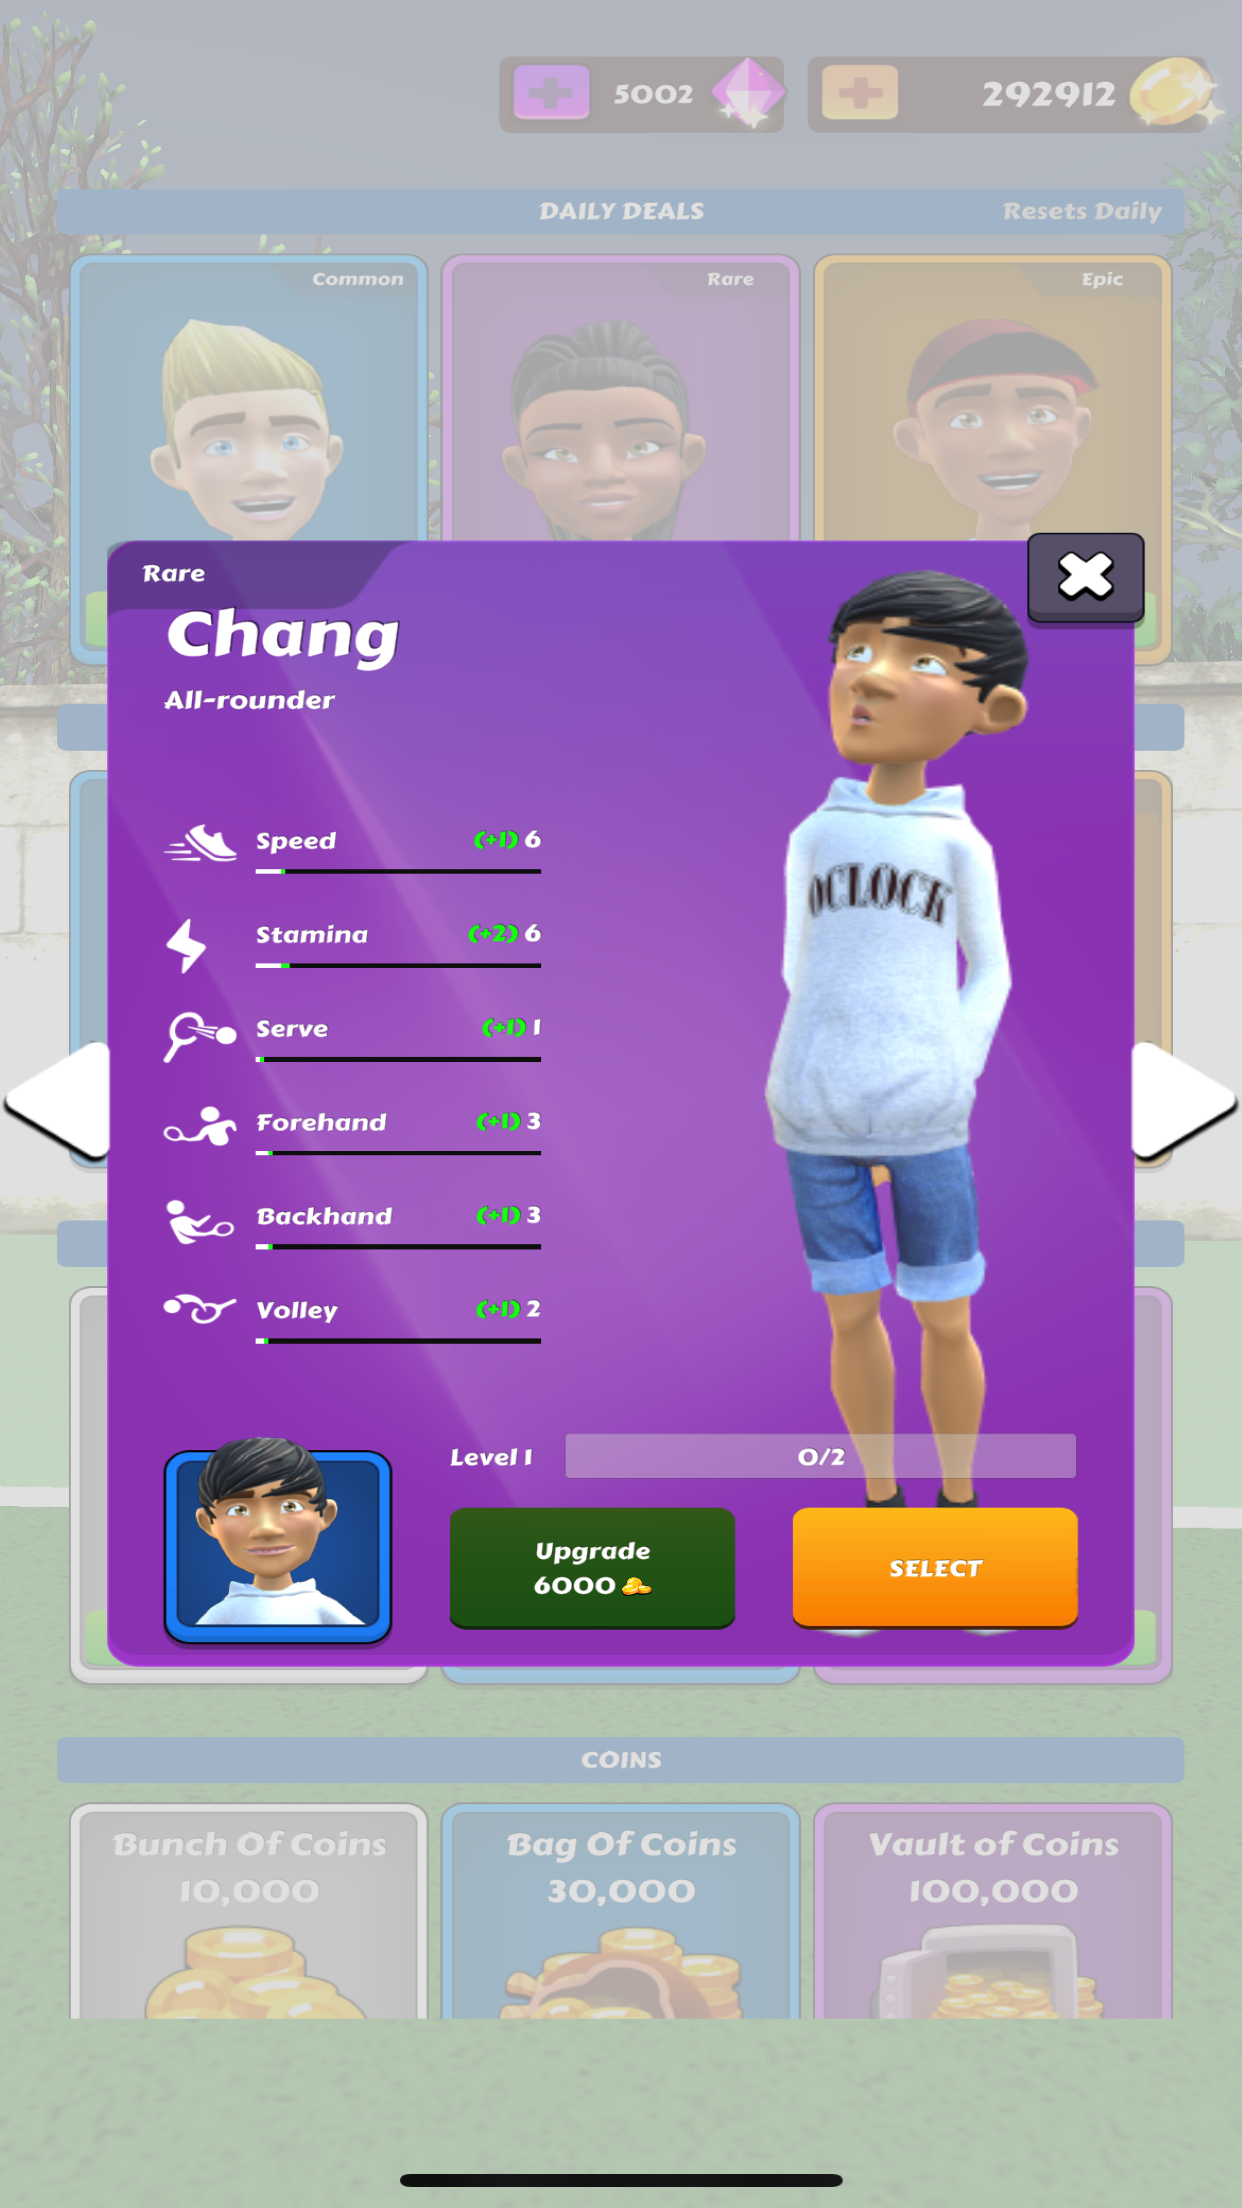 5002
292912
DAILY DEALS
Resets Daily
Common
Rare
Epic
Rare
Chang
All-rounder
Speed (+1) 6
Stamina (+2) 6
Serve (+1) 1
Forehand (+1) 3
Backhand (+1) 3
Volley (+1) 2
OCLOCK
Level 1
0/2
Upgrade
6000
SELECT
COINS
Bunch Of Coins
10,000
Bag Of Coins
30,000
Vault of Coins
100,000